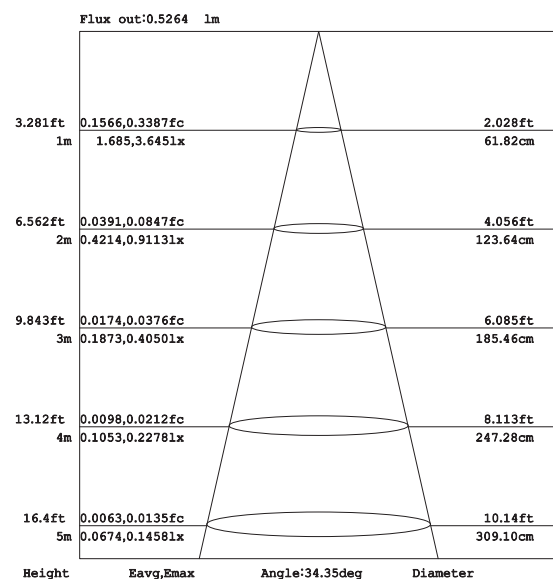 Flux out:0.5264 lm
3.281ft 0.1566,0.3387fc 2.028ft
1m 1.685,3.645lx 61.82cm
6.562ft 0.0391,0.0847fc 4.056ft
2m 0.4214,0.9113lx 123.64cm
9.843ft 0.0174,0.0376fc 6.085ft
3m 0.1873,0.4050lx 185.46cm
13.12ft 0.0098,0.0212fc 8.113ft
4m 0.1053,0.2278lx 247.28cm
16.4ft 0.0063,0.0135fc 10.14ft
5m 0.0674,0.1458lx 309.10cm
Height Eavg,Emax Angle:34.35deg Diameter